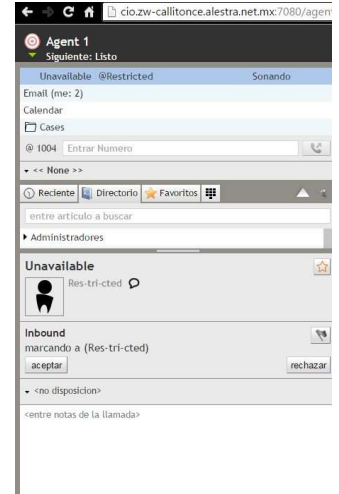 cio.zw-callitonce.alestra.net.mx:7080/agen
Agent 1
Siguiente: Listo
Unavailable @Restricted Sonando
Email (me: 2)
Calendar
Cases
@ 1004 Entrar Numero
<< None >>
Reciente Directorio Favoritos
entre articulo a buscar
Administradores
Unavailable
Res-tri-cted
Inbound
marcando a (Res-tri-cted)
aceptar rechazar
<no disposicion>
<entre notas de la llamada>